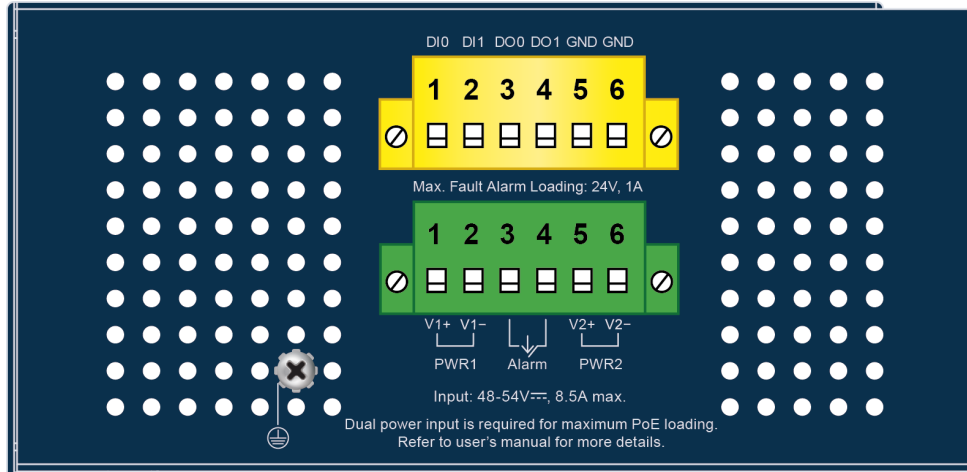 DI0 DI1 DO0 DO1 GND GND
1 2 3 4 5 6
Max. Fault Alarm Loading: 24V, 1A
1 2 3 4 5 6
V1+ V1− V2+ V2−
PWR1 Alarm PWR2
Input: 48-54V⎓, 8.5A max.
Dual power input is required for maximum PoE loading.
Refer to user's manual for more details.